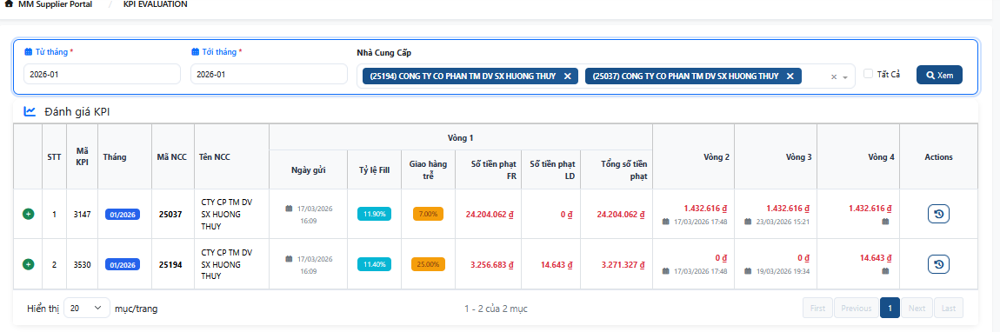 MM Supplier Portal / KPI EVALUATION
Từ tháng *
Tới tháng *
Nhà Cung Cấp
2026-01
2026-01
(25194) CONG TY CO PHAN TM DV SX HUONG THUY ×
(25037) CONG TY CO PHAN TM DV SX HUONG THUY ×
×
Tất Cả
Xem
Đánh giá KPI
STT
Mã
KPI
Tháng
Mã NCC
Tên NCC
Vòng 1
Ngày gửi
Tỷ lệ Fill
Giao hàng
trễ
Số tiền phạt
FR
Số tiền phạt
LD
Tổng số tiền
phạt
Vòng 2
Vòng 3
Vòng 4
Actions
1
3147
01/2026
25037
CTY CP TM DV
SX HUONG
THUY
17/03/2026
16:09
11.90%
7.00%
24.204.062 ₫
0 ₫
24.204.062 ₫
1.432.616 ₫
17/03/2026 17:48
1.432.616 ₫
23/03/2026 15:21
1.432.616 ₫
2
3530
01/2026
25194
CTY CP TM DV
SX HUONG
THUY
17/03/2026
16:09
11.40%
25.00%
3.256.683 ₫
14.643 ₫
3.271.327 ₫
0 ₫
17/03/2026 17:48
0 ₫
19/03/2026 19:34
14.643 ₫
Hiển thị 20 mục/trang
1 - 2 của 2 mục
First Previous 1 Next Last